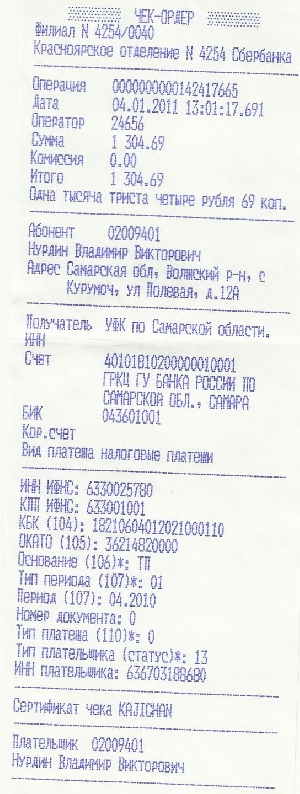 ЧЕК-ОРДЕР
Филиал N 4254/0040
Красноярское отделение N 4254 Сбербанка
Операция 0000000000142417665
Дата 04.01.2011 13:01:17.691
Оператор 24656
Сумма 1 304.69
Комиссия 0.00
Итого 1 304.69
Одна тысяча триста четыре рубля 69 коп.
Абонент 02009401
Нурдин Владимир Викторович
Адрес Самарская обл, Волжский р-н, с
Курумоч, ул Полевая, д.12А
Получатель УФК по Самарской области.
ИНН
Счет 40101810200000010001
ГРКЦ ГУ БАНКА РОССИИ ПО
САМАРСКОЙ ОБЛ., САМАРА
БИК 043601001
Кор.счет
Вид платежа налоговые платежи
ИНН ИФНС: 6330025780
КПП ИФНС: 633001001
КБК (104): 18210604012021000110
ОКАТО (105): 36214820000
Основание (106)*: ТП
Тип периода (107)*: 01
Период (107): 04.2010
Номер документа: 0
Тип платежа (110)*: 0
Тип плательщика (статус)*: 13
ИНН плательщика: 636703188680
Сертификат чека KAJICHAN
Плательщик 02009401
Нурдин Владимир Викторович